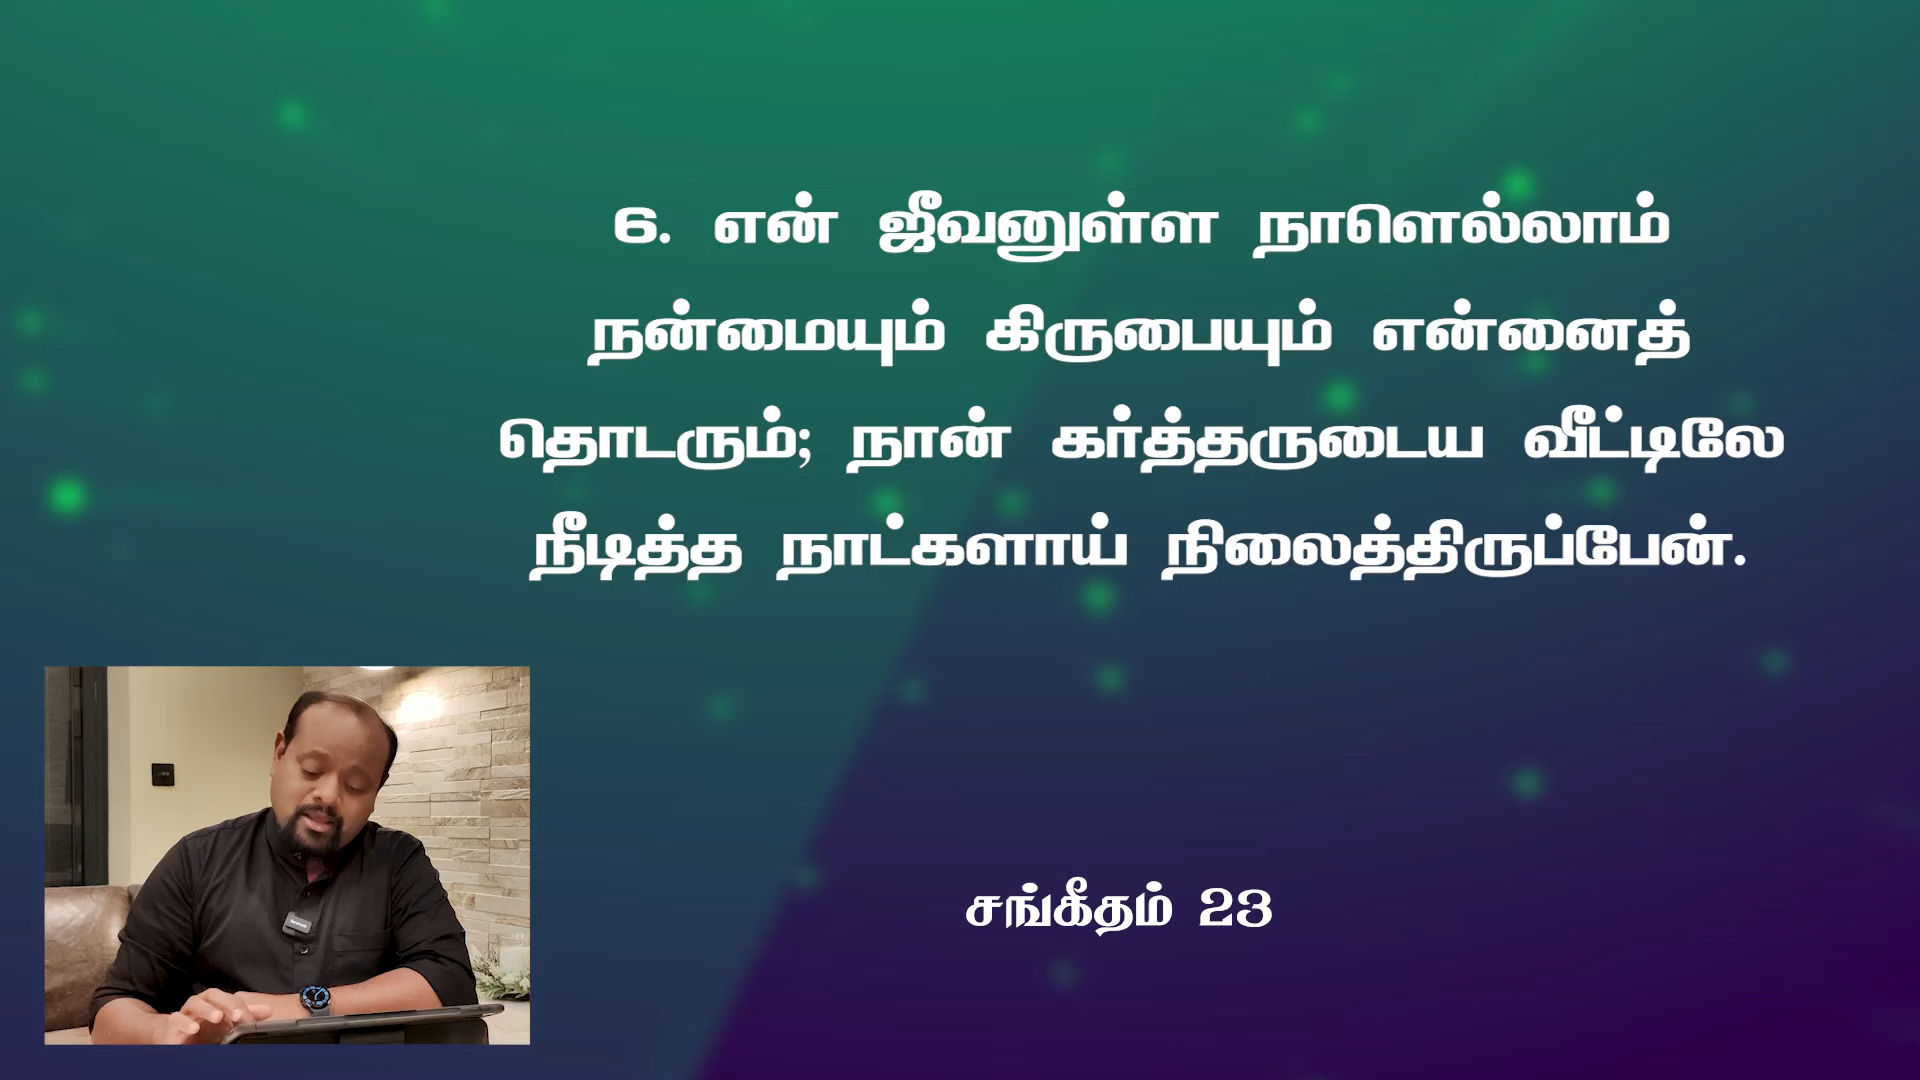 6. என் ஜீவனுள்ள நாளெல்லாம்
நன்மையும் கிருபையும் என்னைத்
தொடரும்; நான் கர்த்தருடைய வீட்டிலே
நீடித்த நாட்களாய் நிலைத்திருப்பேன்.
சங்கீதம் 23